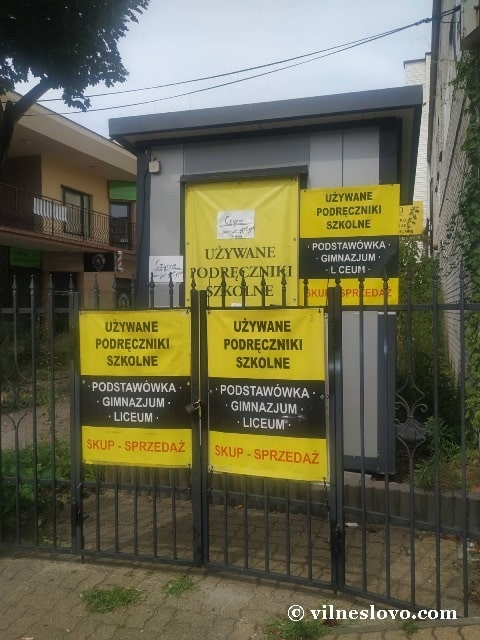 UŻYWANE
PODRĘCZNIKI
SZKOLNE
UŻYWANE
PODRĘCZNIKI
SZKOLNE
PODSTAWÓWKA
GIMNAZJUM
LICEUM
SKUP - SPRZEDAŻ
UŻYWANE
PODRĘCZNIKI
SZKOLNE
PODSTAWÓWKA ·
· GIMNAZJUM ·
· LICEUM ·
SKUP - SPRZEDAŻ
UŻYWANE
PODRĘCZNIKI
SZKOLNE
PODSTAWÓWKA ·
· GIMNAZJUM ·
· LICEUM ·
SKUP - SPRZEDAŻ
© vilneslovo.com